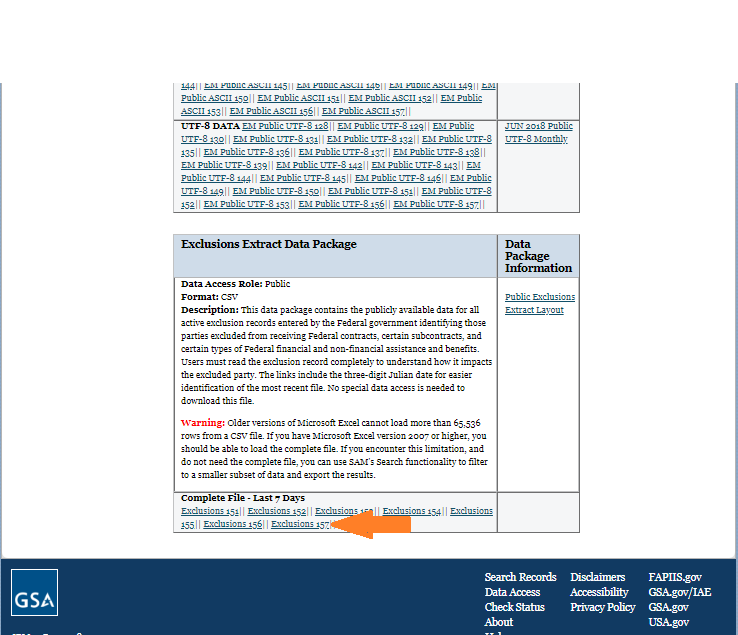 144|| EM Public ASCII 145|| EM Public ASCII 146|| EM Public ASCII 149|| EM
Public ASCII 150|| EM Public ASCII 151|| EM Public ASCII 152|| EM Public
ASCII 153|| EM Public ASCII 156|| EM Public ASCII 157||
UTF-8 DATA EM Public UTF-8 128|| EM Public UTF-8 129|| EM Public
UTF-8 130|| EM Public UTF-8 131|| EM Public UTF-8 132|| EM Public UTF-8
135|| EM Public UTF-8 136|| EM Public UTF-8 137|| EM Public UTF-8 138||
EM Public UTF-8 139|| EM Public UTF-8 142|| EM Public UTF-8 143|| EM
Public UTF-8 144|| EM Public UTF-8 145|| EM Public UTF-8 146|| EM Public
UTF-8 149|| EM Public UTF-8 150|| EM Public UTF-8 151|| EM Public UTF-8
152|| EM Public UTF-8 153|| EM Public UTF-8 156|| EM Public UTF-8 157||
JUN 2018 Public
UTF-8 Monthly
Exclusions Extract Data Package
Data
Package
Information
Data Access Role: Public
Format: CSV
Description: This data package contains the publicly available data for all
active exclusion records entered by the Federal government identifying those
parties excluded from receiving Federal contracts, certain subcontracts, and
certain types of Federal financial and non-financial assistance and benefits.
Users must read the exclusion record completely to understand how it impacts
the excluded party. The links include the three-digit Julian date for easier
identification of the most recent file. No special data access is needed to
download this file.
Warning: Older versions of Microsoft Excel cannot load more than 65,536
rows from a CSV file. If you have Microsoft Excel version 2007 or higher, you
should be able to load the complete file. If you encounter this limitation, and
do not need the complete file, you can use SAM's Search functionality to filter
to a smaller subset of data and export the results.
Public Exclusions
Extract Layout
Complete File - Last 7 Days
Exclusions 151|| Exclusions 152|| Exclusions || Exclusions 154|| Exclusions
155|| Exclusions 156|| Exclusions 157||
GSA
Search Records
Data Access
Check Status
About
Disclaimers
Accessibility
Privacy Policy
FAPIIS.gov
GSA.gov/IAE
GSA.gov
USA.gov